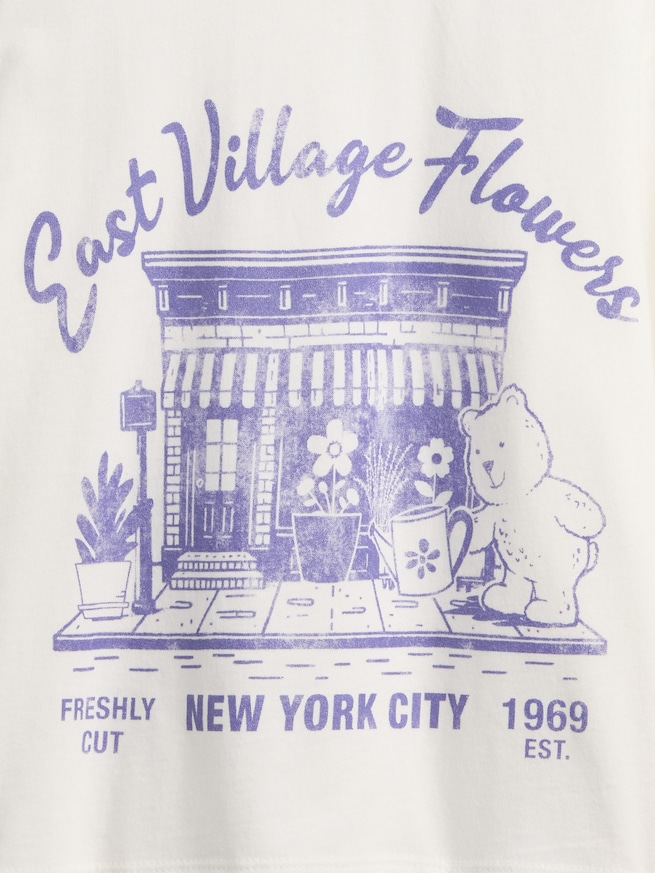 East Village Flowers
FRESHLY CUT
NEW YORK CITY
1969 EST.